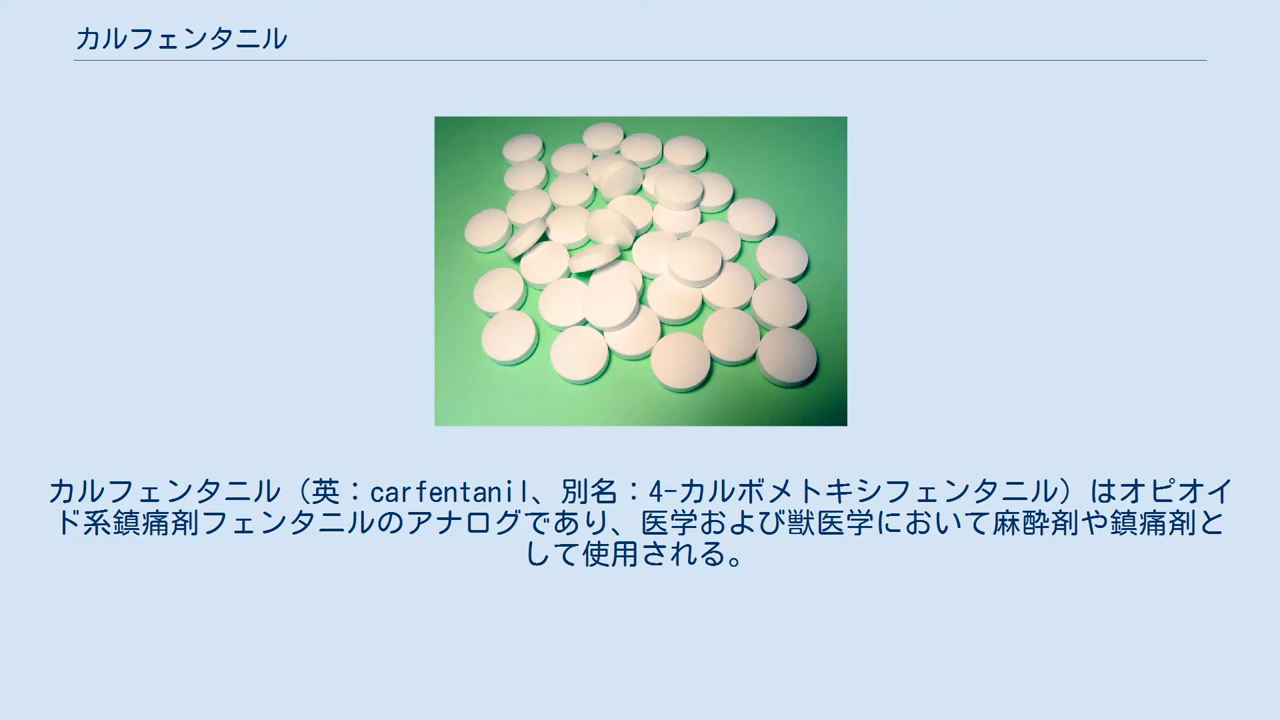 カルフェンタニル
カルフェンタニル（英：carfentanil、別名：4-カルボメトキシフェンタニル）はオピオイ
ド系鎮痛剤フェンタニルのアナログであり、医学および獣医学において麻酔剤や鎮痛剤と
して使用される。